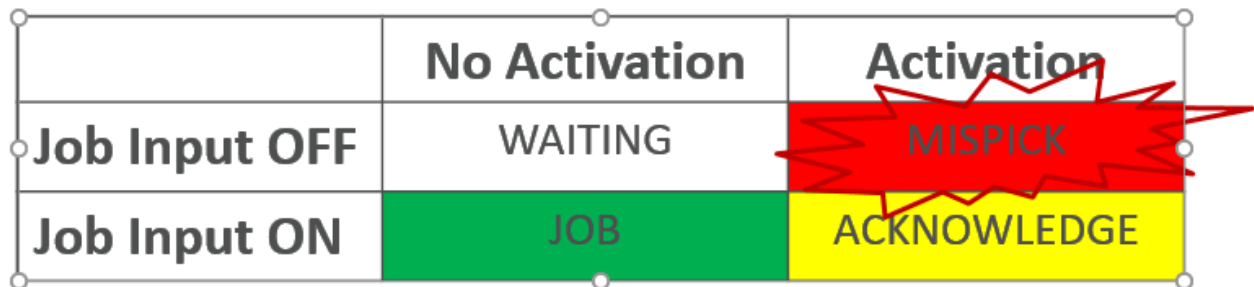 No Activation Activation
Job Input OFF WAITING MISPICK
Job Input ON JOB ACKNOWLEDGE